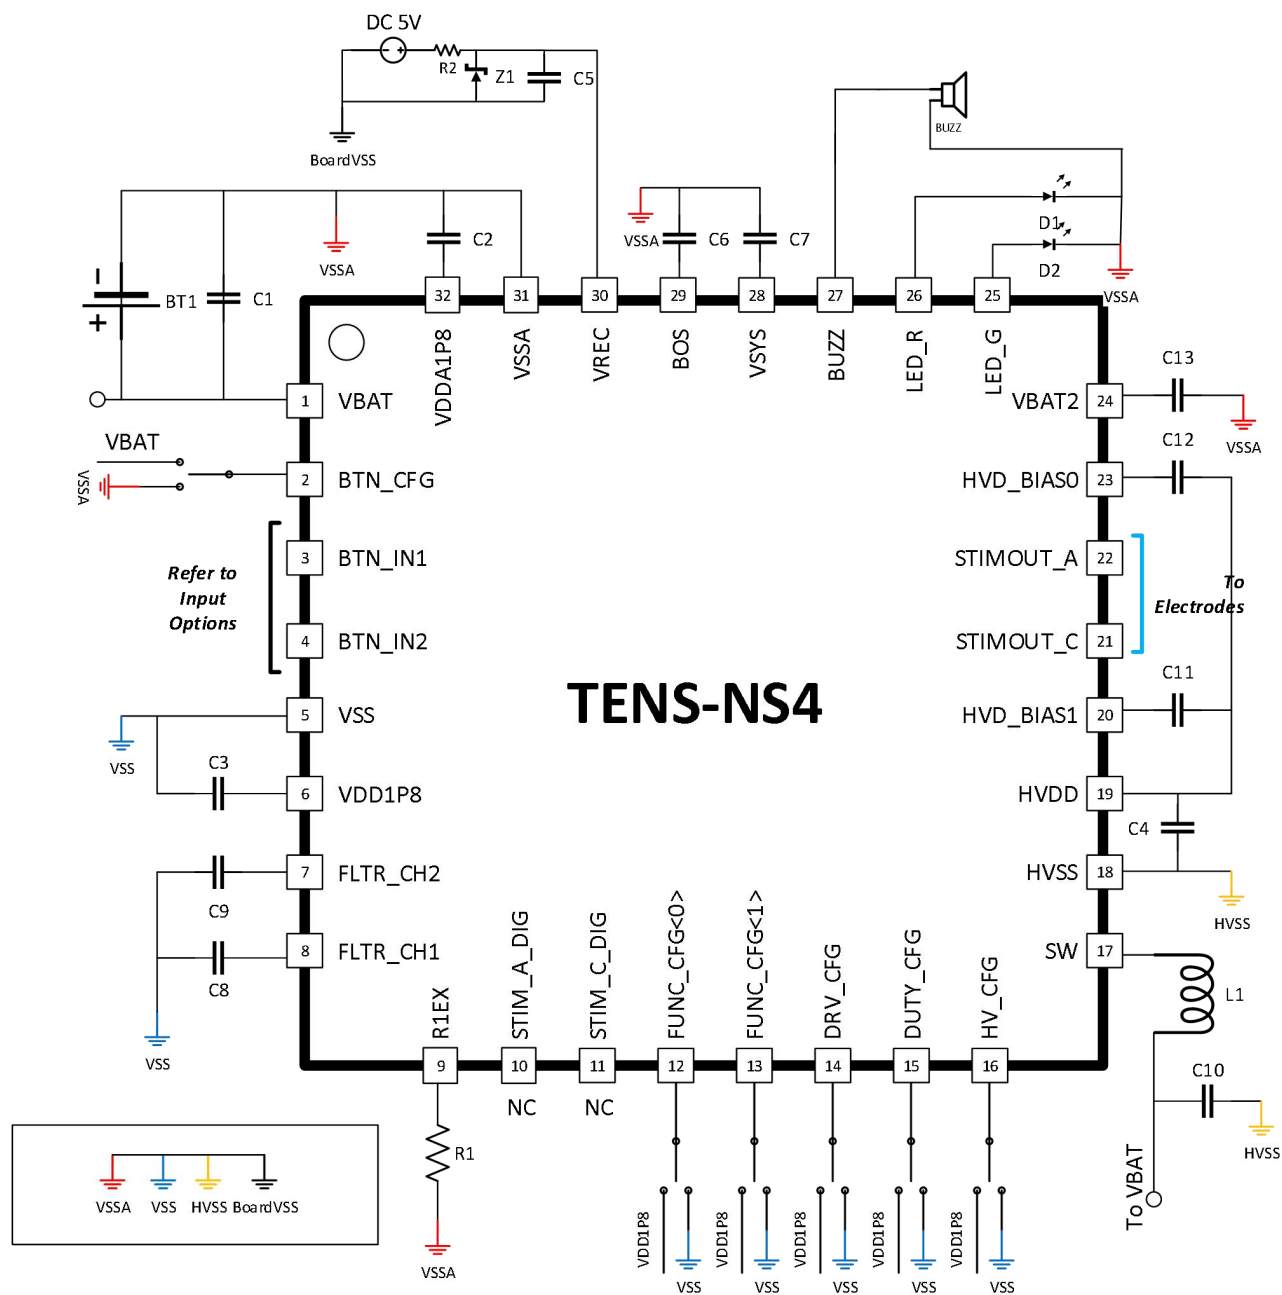 DC 5V
R2
Z1
C5
BoardVSS
BUZZ
D1
D2
VSSA
VSSA
C6
C7
C2
VSSA
-
BT1
+
C1
32
31
30
29
28
27
26
25
VDDA1P8
VSSA
VREC
BOS
VSYS
BUZZ
LED_R
LED_G
1
VBAT
VBAT
VSSA
2
BTN_CFG
3
BTN_IN1
Refer to
Input
Options
4
BTN_IN2
5
VSS
VSS
C3
6
VDD1P8
7
FLTR_CH2
C9
8
FLTR_CH1
C8
VSS
TENS-NS4
VBAT2
24
C13
VSSA
C12
HVD_BIAS0
23
STIMOUT_A
22
To
Electrodes
STIMOUT_C
21
C11
HVD_BIAS1
20
HVDD
19
C4
HVSS
18
HVSS
SW
17
L1
C10
HVSS
To VBAT
R1EX
STIM_A_DIG
STIM_C_DIG
FUNC_CFG<0>
FUNC_CFG<1>
DRV_CFG
DUTY_CFG
HV_CFG
9
10
11
12
13
14
15
16
NC
NC
R1
VSSA
VDD1P8
VSS
VDD1P8
VSS
VDD1P8
VSS
VDD1P8
VSS
VDD1P8
VSS
VSSA
VSS
HVSS
BoardVSS